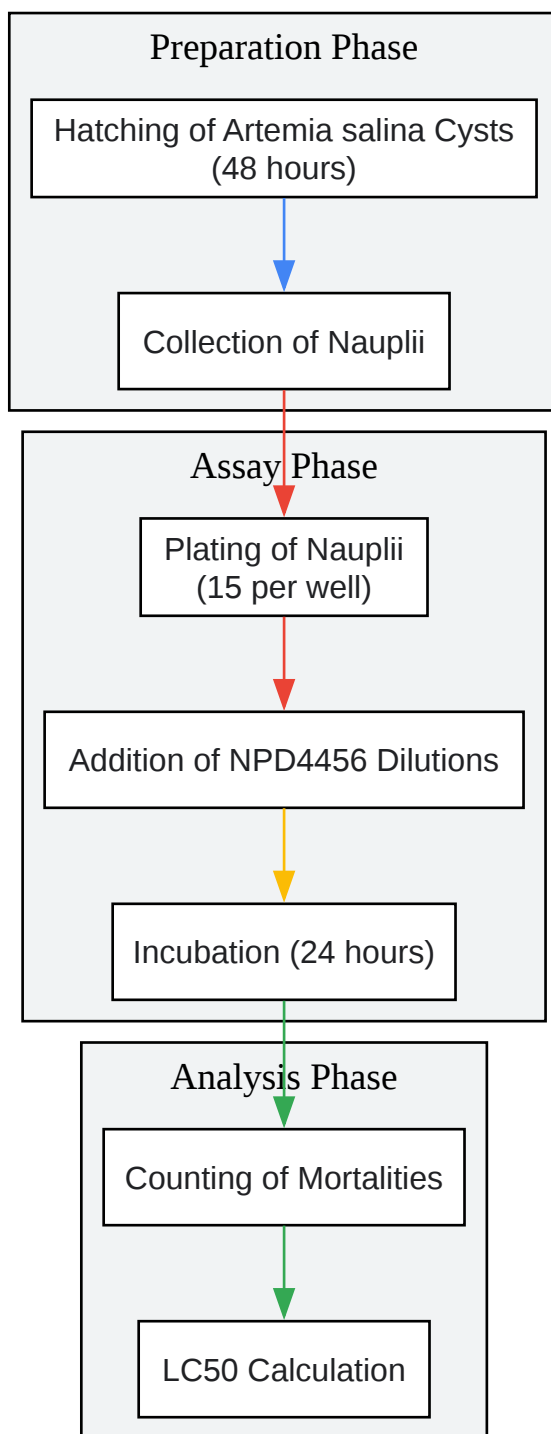 Preparation Phase
Hatching of Artemia salina Cysts
(48 hours)
Collection of Nauplii
Assay Phase
Plating of Nauplii
(15 per well)
Addition of NPD4456 Dilutions
Incubation (24 hours)
Analysis Phase
Counting of Mortalities
LC50 Calculation